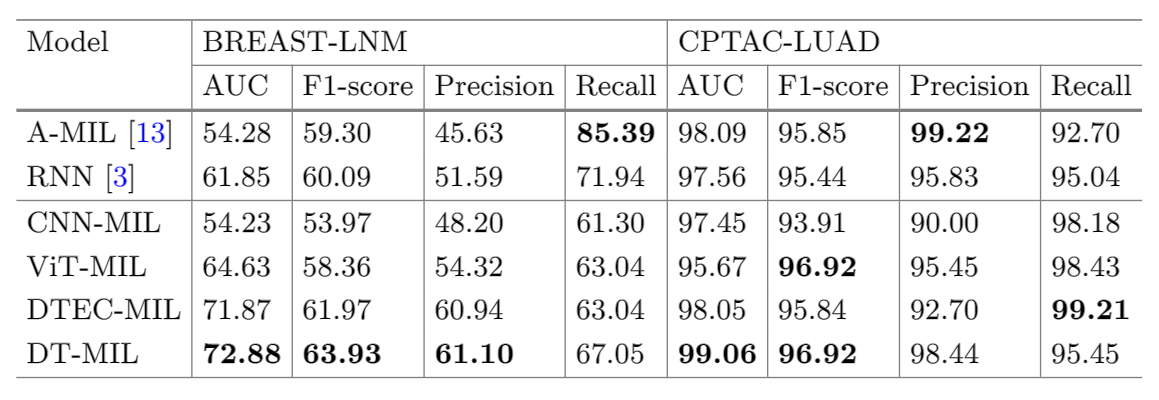 Model BREAST-LNM CPTAC-LUAD
AUC F1-score Precision Recall AUC F1-score Precision Recall
A-MIL [13] 54.28 59.30 45.63 85.39 98.09 95.85 99.22 92.70
RNN [3] 61.85 60.09 51.59 71.94 97.56 95.44 95.83 95.04
CNN-MIL 54.23 53.97 48.20 61.30 97.45 93.91 90.00 98.18
ViT-MIL 64.63 58.36 54.32 63.04 95.67 96.92 95.45 98.43
DTEC-MIL 71.87 61.97 60.94 63.04 98.05 95.84 92.70 99.21
DT-MIL 72.88 63.93 61.10 67.05 99.06 96.92 98.44 95.45